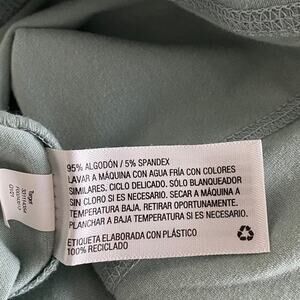 95% ALGODÓN / 5% SPANDEX
LAVAR A MÁQUINA CON AGUA FRÍA CON COLORES
SIMILARES, CICLO DELICADO. SÓLO BLANQUEADOR
SIN CLORO SI ES NECESARIO. SECAR A MÁQUINA A
TEMPERATURA BAJA. RETIRAR OPORTUNAMENTE.
PLANCHAR A BAJA TEMPERATURA SI ES NECESARIO.
ETIQUETA ELABORADA CON PLÁSTICO
100% RECICLADO
Target